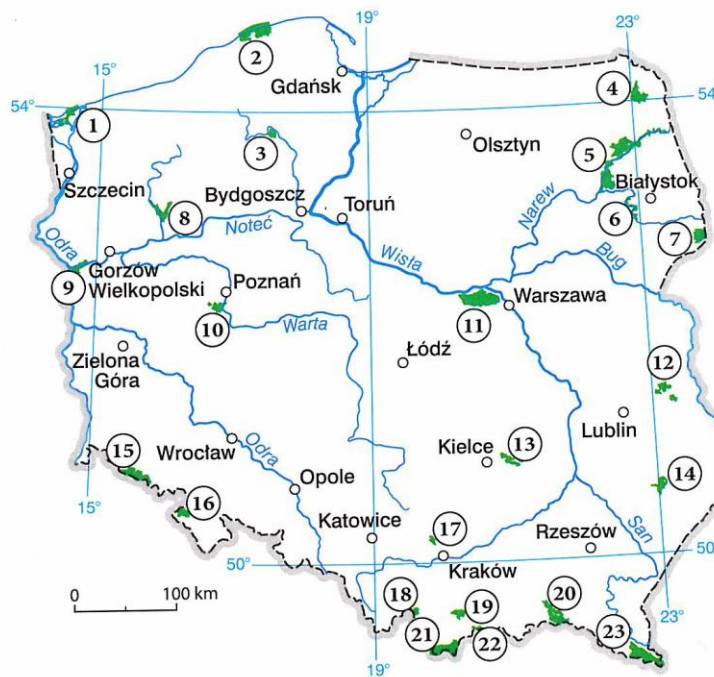 19°
23°
2
Gdańsk
15°
4
54°
54°
1
3
Olsztyn
5
Szczecin
Białystok
Bydgoszcz
Toruń
Narew
8
6
Noteć
7
Odra
Wisła
Bug
9
Gorzów
Wielkopolski
Poznań
Warszawa
10
11
Warta
Łódź
Zielona
Góra
12
Lublin
15
Wrocław
Odra
Kielce
13
Opole
14
15°
16
Katowice
17
Rzeszów
San
50°
50°
Kraków
0
100 km
18
19
20
23°
21
22
23
19°